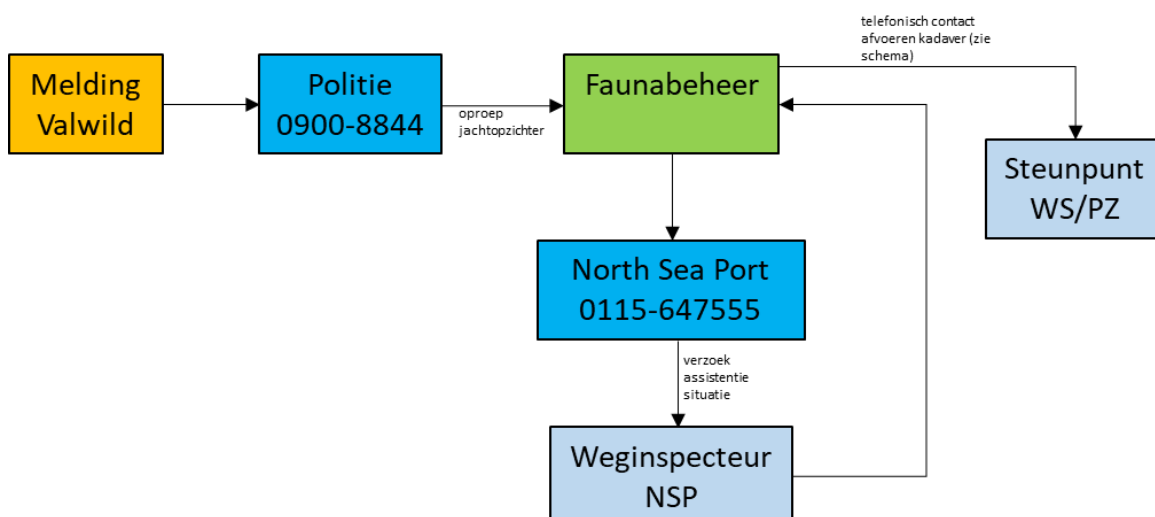 telefonisch contact
afvoeren kadaver (zie
schema)
Melding
Valwild
Politie
0900-8844
oproep
jachtopzichter
Faunabeheer
Steunpunt
WS/PZ
North Sea Port
0115-647555
verzoek
assistentie
situatie
Weginspecteur
NSP